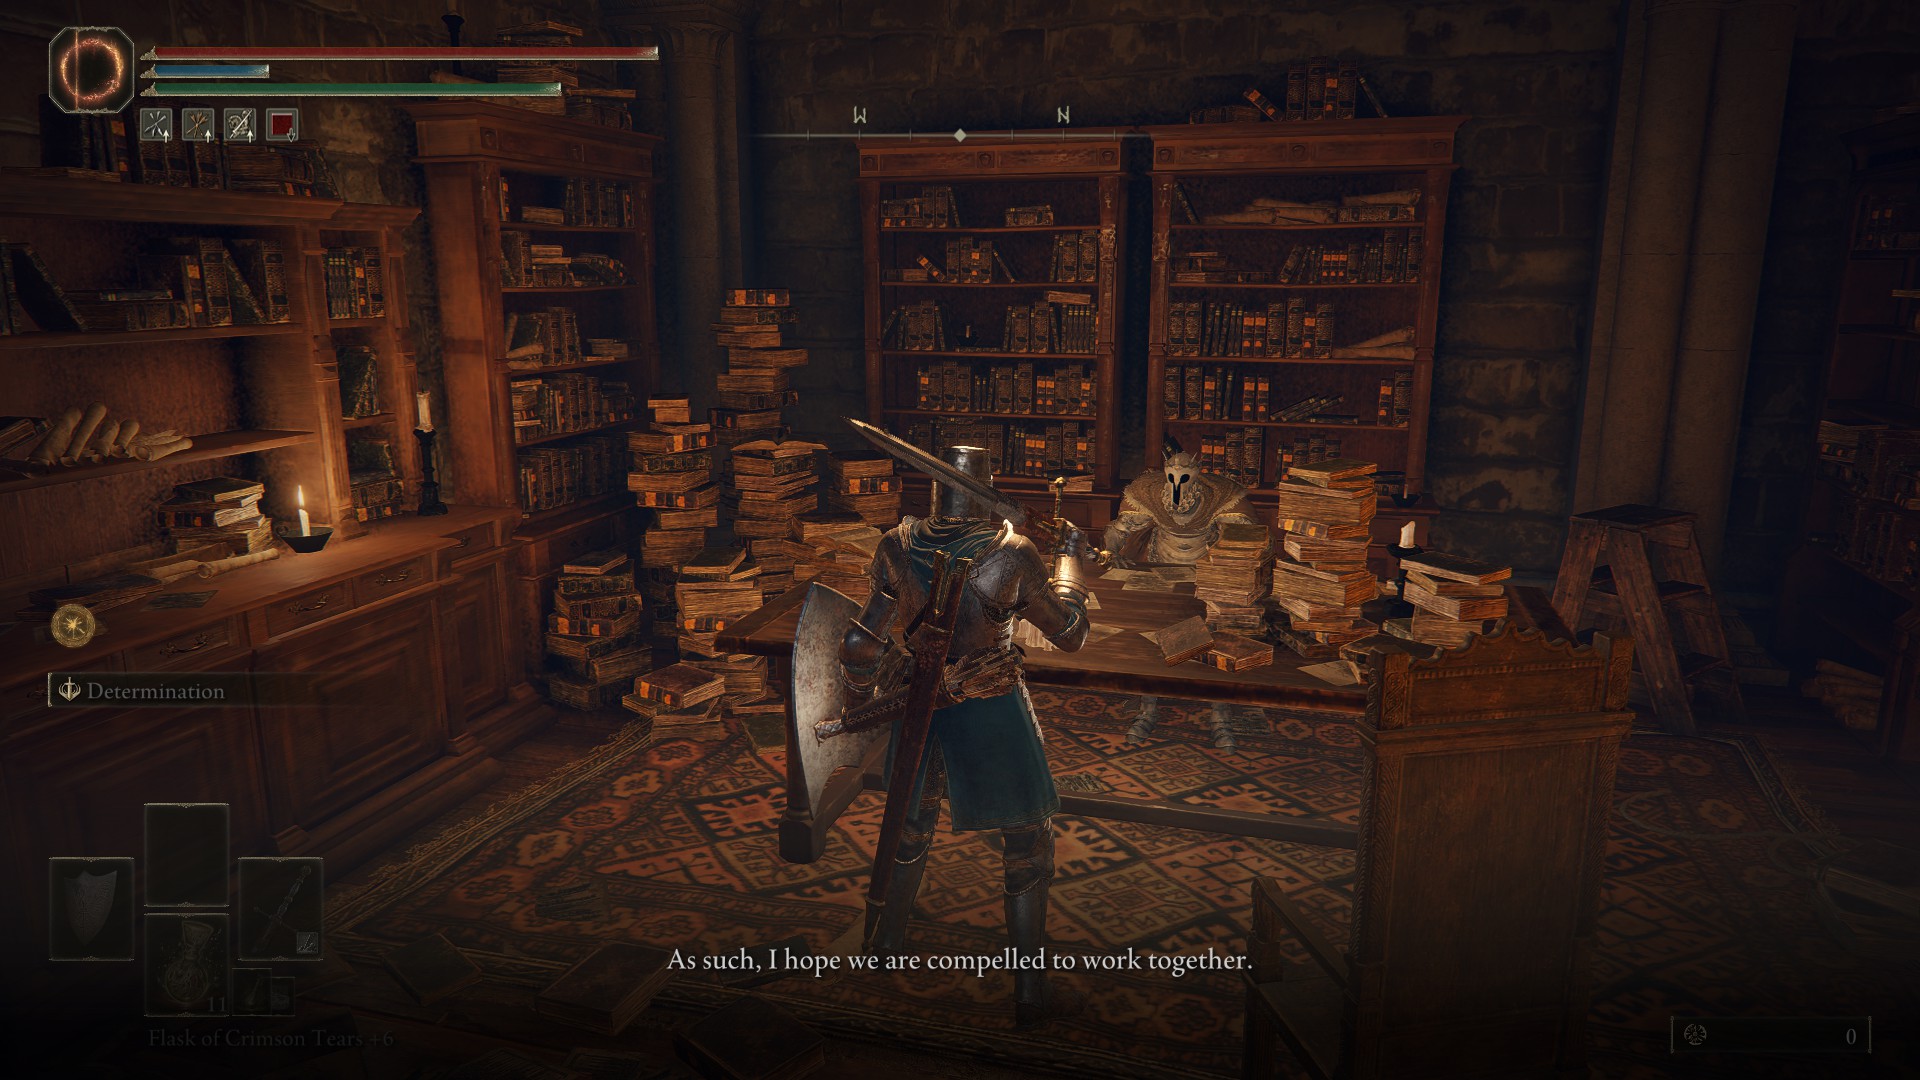 W N
Determination
As such, I hope we are compelled to work together.
11
Flask of Crimson Tears +6
0